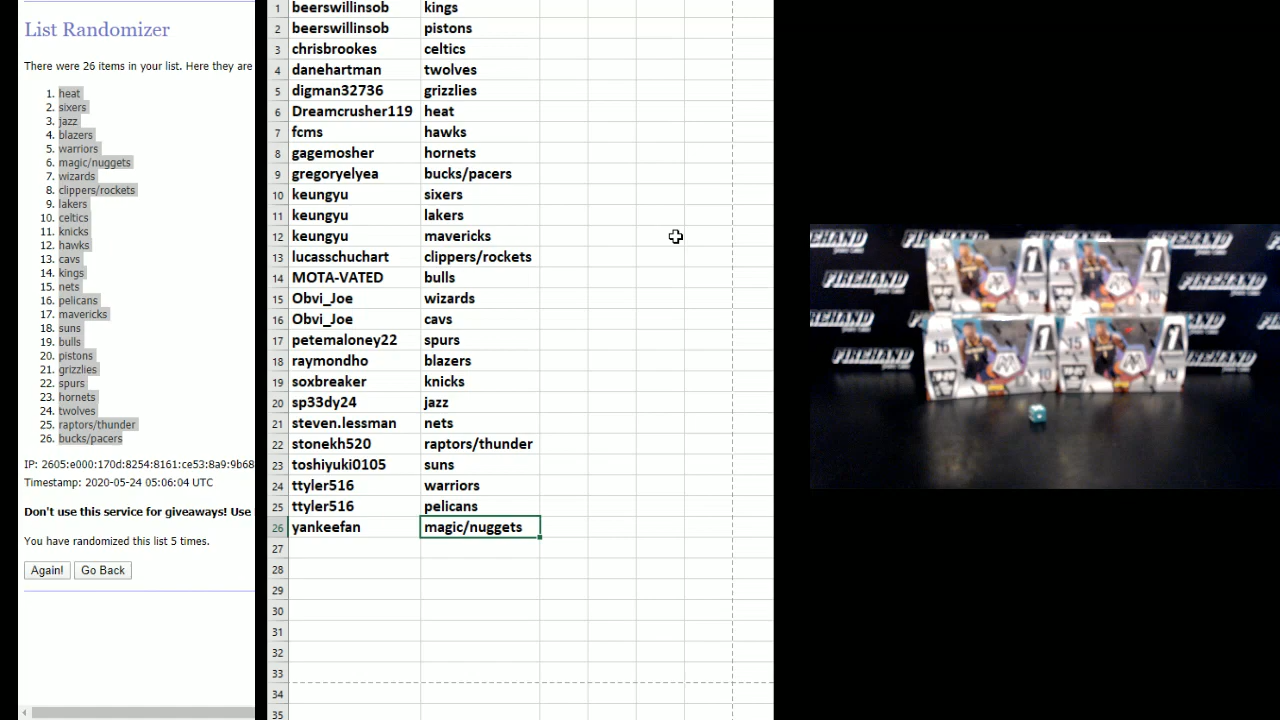 List Randomizer
There were 26 items in your list. Here they are
1. heat
2. sixers
3. jazz
4. blazers
5. warriors
6. magic/nuggets
7. wizards
8. clippers/rockets
9. lakers
10. celtics
11. knicks
12. hawks
13. cavs
14. kings
15. nets
16. pelicans
17. mavericks
18. suns
19. bulls
20. pistons
21. grizzlies
22. spurs
23. hornets
24. twolves
25. raptors/thunder
26. bucks/pacers
IP: 2605:e000:170d:8254:8161:ce53:8a9:9b68
Timestamp: 2020-05-24 05:06:04 UTC
Don't use this service for giveaways! Use
You have randomized this list 5 times.
Again! Go Back
1 beerswillinsob kings
2 beerswillinsob pistons
3 chrisbrookes celtics
4 danehartman twolves
5 digman32736 grizzlies
6 Dreamcrusher119 heat
7 fcms hawks
8 gagemosher hornets
9 gregoryelyea bucks/pacers
10 keungyu sixers
11 keungyu lakers
12 keungyu mavericks
13 lucasschuchart clippers/rockets
14 MOTA-VATED bulls
15 Obvi_Joe wizards
16 Obvi_Joe cavs
17 petemaloney22 spurs
18 raymondho blazers
19 soxbreaker knicks
20 sp33dy24 jazz
21 steven.lessman nets
22 stonekh520 raptors/thunder
23 toshiyuki0105 suns
24 ttyler516 warriors
25 ttyler516 pelicans
26 yankeefan magic/nuggets
27
28
29
30
31
32
33
34
35
FIREHAND
FIREHAND
FIREHAND
FIREHAND